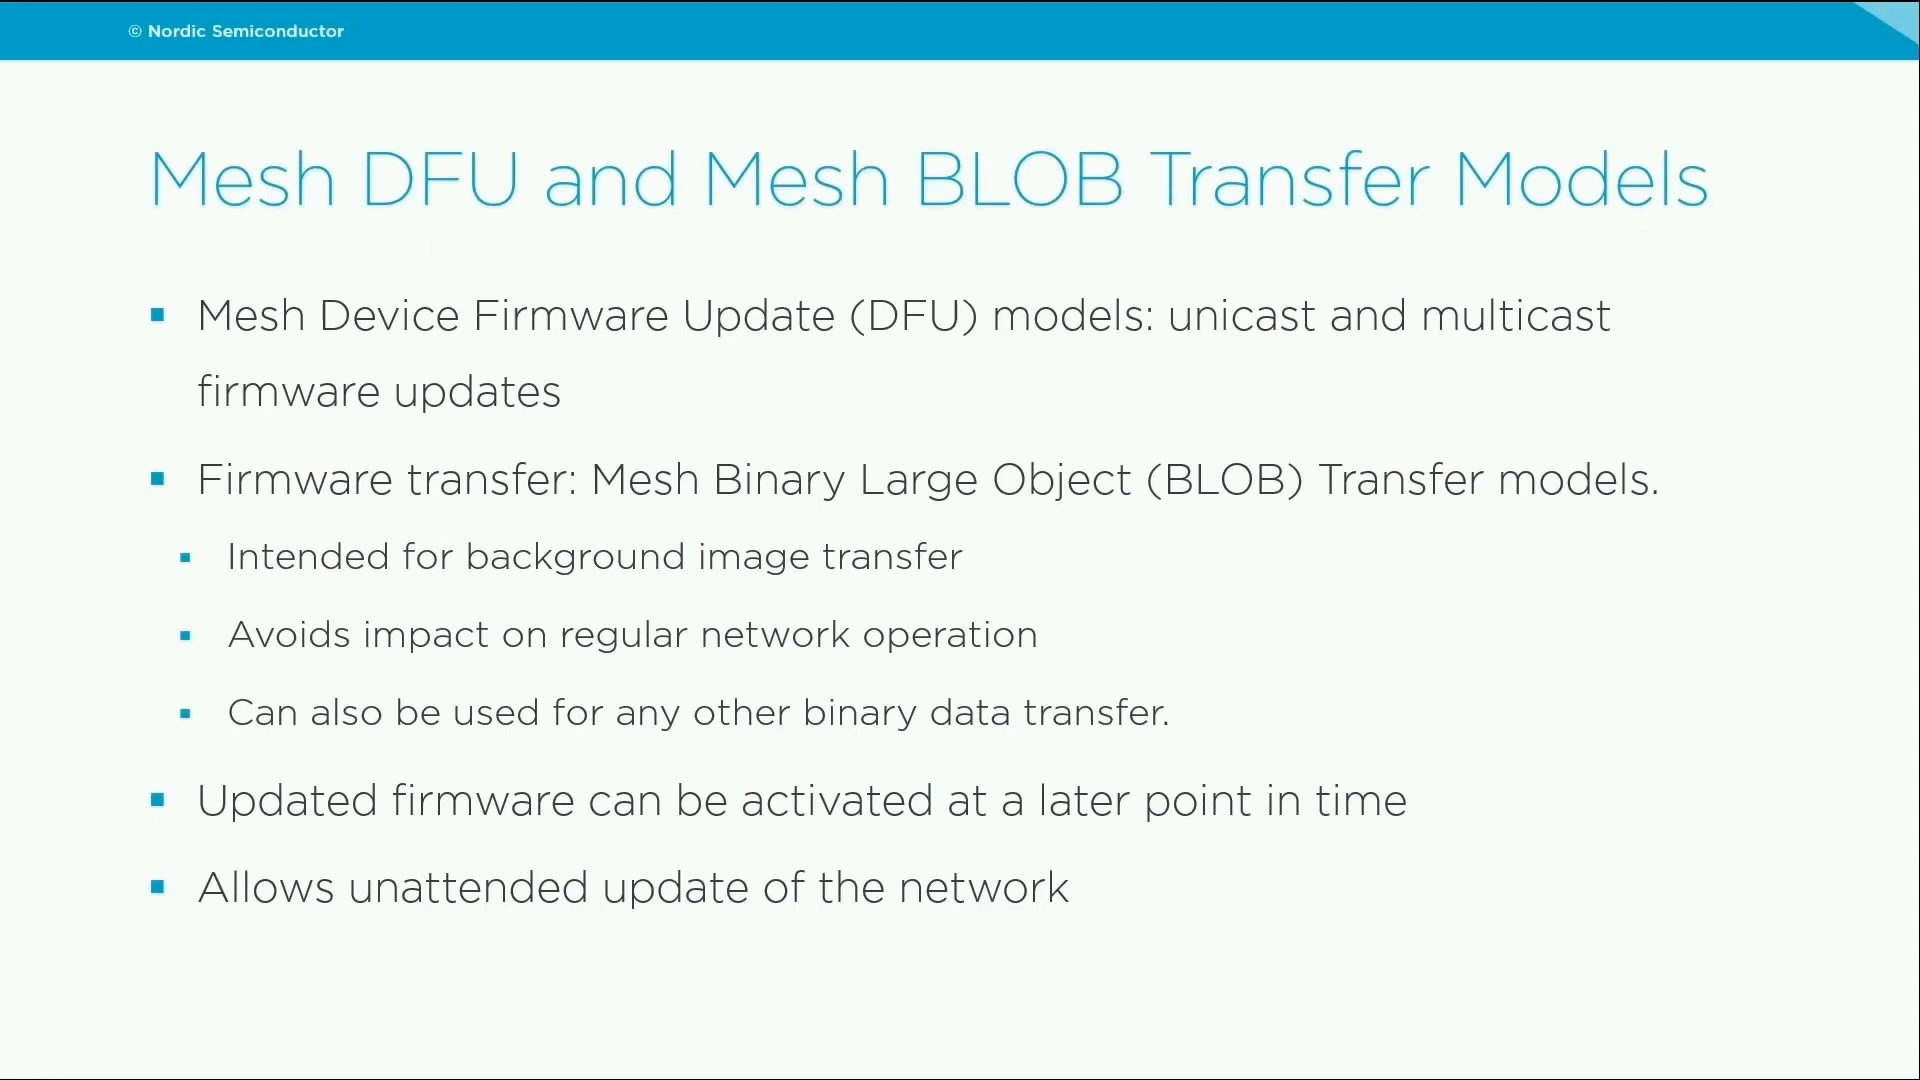 © Nordic Semiconductor
Mesh DFU and Mesh BLOB Transfer Models
Mesh Device Firmware Update (DFU) models: unicast and multicast
firmware updates
Firmware transfer: Mesh Binary Large Object (BLOB) Transfer models.
Intended for background image transfer
Avoids impact on regular network operation
Can also be used for any other binary data transfer.
Updated firmware can be activated at a later point in time
Allows unattended update of the network